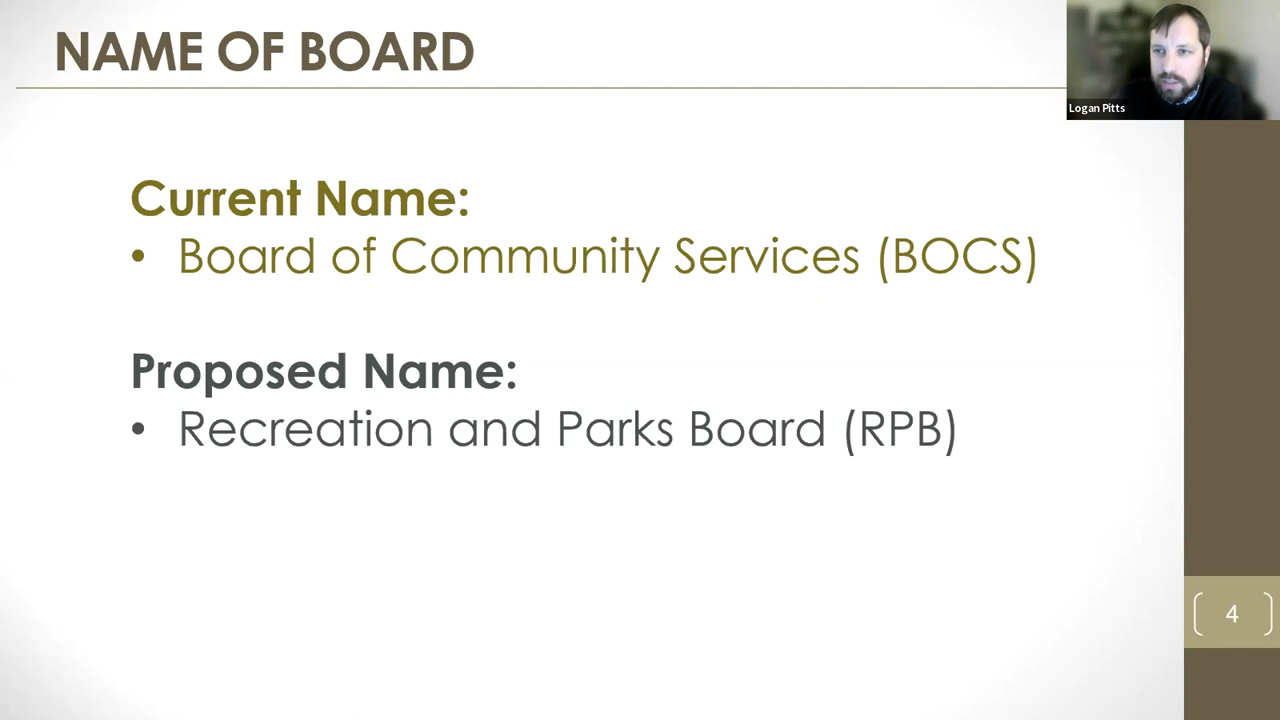 NAME OF BOARD
Logan Pitts
Current Name:
• Board of Community Services (BOCS)
Proposed Name:
• Recreation and Parks Board (RPB)
4